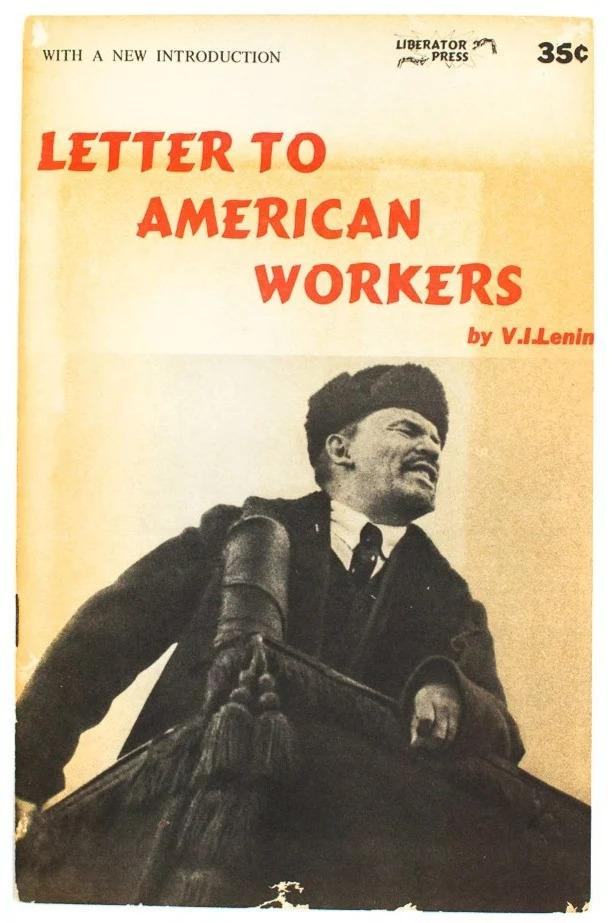 WITH A NEW INTRODUCTION
LIBERATOR
PRESS
35¢
LETTER TO
AMERICAN
WORKERS
by V.I.Lenin